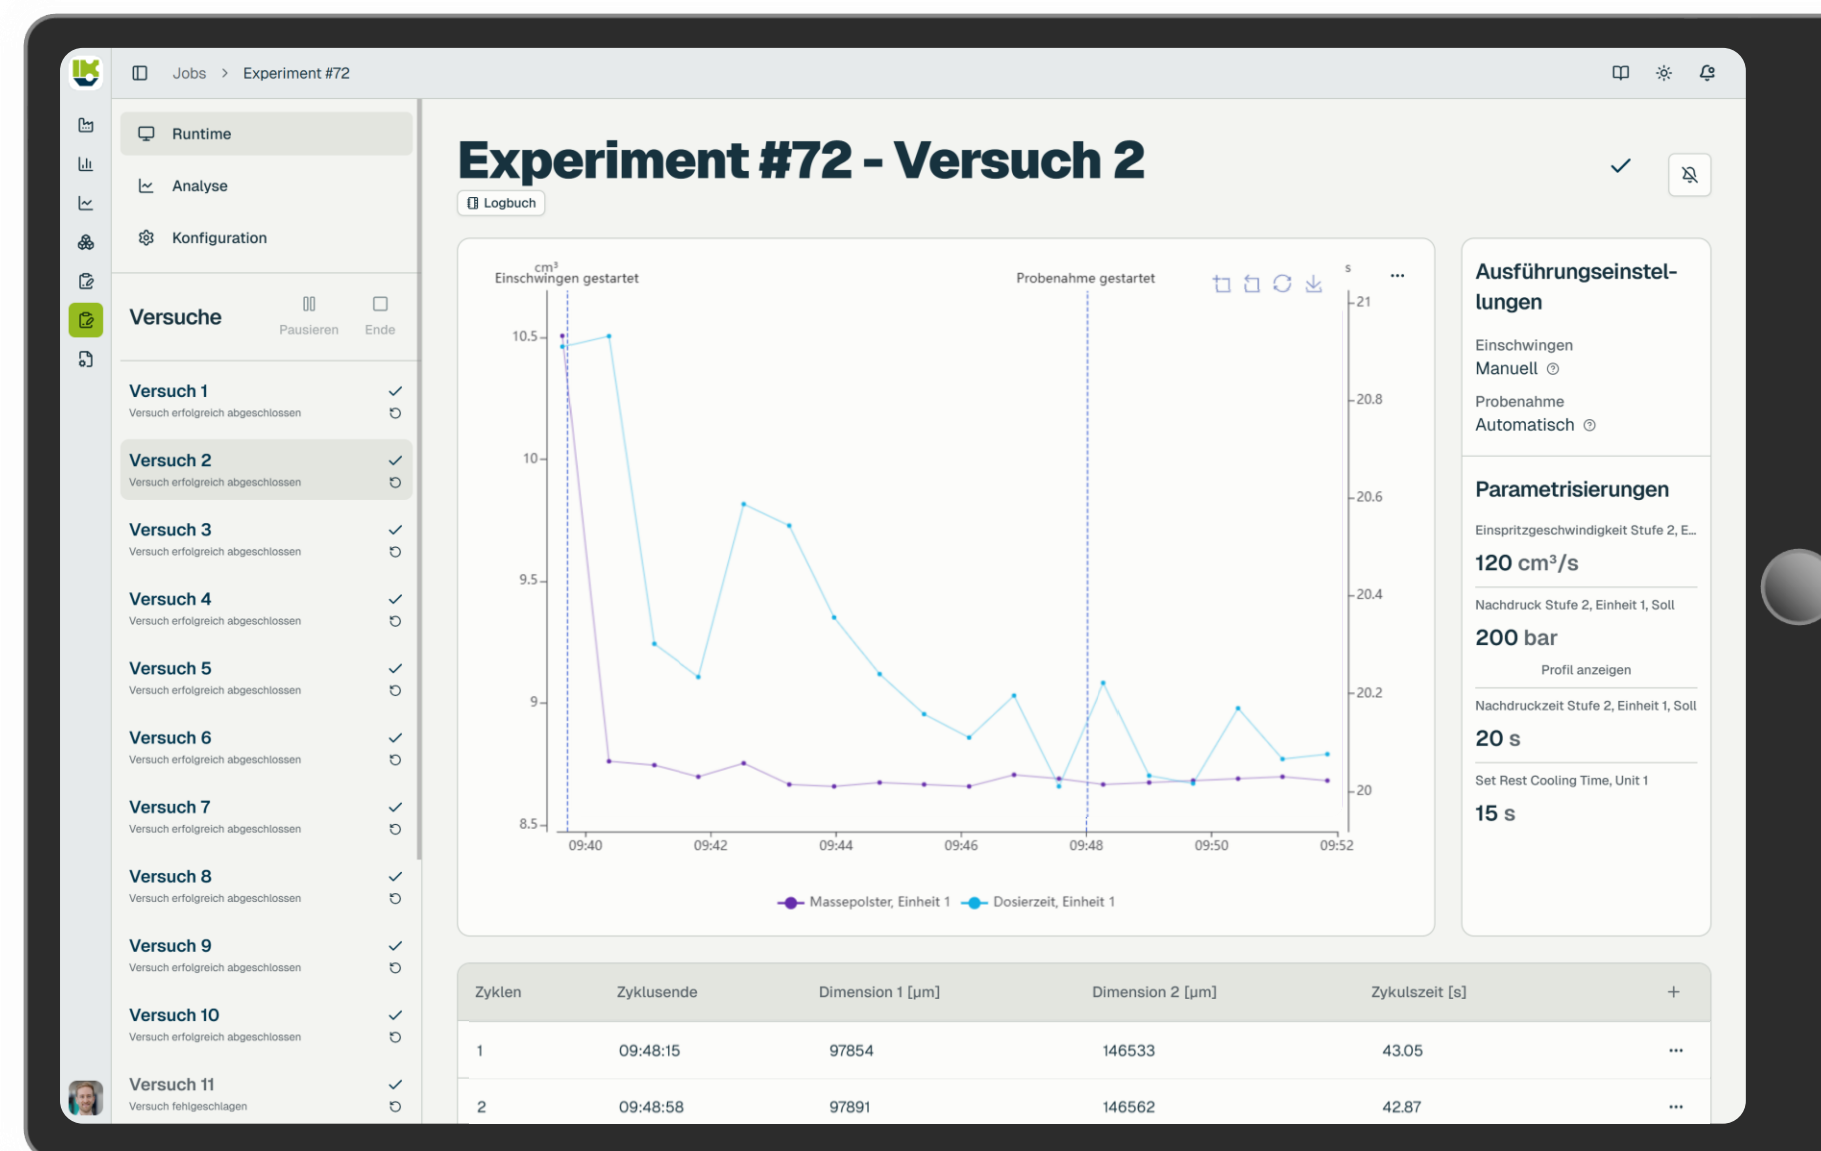 Jobs > Experiment #72
Runtime
Analyse
Konfiguration
Versuche
Pausieren
Ende
Versuch 1
Versuch erfolgreich abgeschlossen
Versuch 2
Versuch erfolgreich abgeschlossen
Versuch 3
Versuch erfolgreich abgeschlossen
Versuch 4
Versuch erfolgreich abgeschlossen
Versuch 5
Versuch erfolgreich abgeschlossen
Versuch 6
Versuch erfolgreich abgeschlossen
Versuch 7
Versuch erfolgreich abgeschlossen
Versuch 8
Versuch erfolgreich abgeschlossen
Versuch 9
Versuch erfolgreich abgeschlossen
Versuch 10
Versuch erfolgreich abgeschlossen
Versuch 11
Versuch fehlgeschlagen
Experiment #72 - Versuch 2
Logbuch
cm³
Einschwingen gestartet
Probenahme gestartet
s
10.5
10
9.5
9
8.5
21
20.8
20.6
20.4
20.2
20
09:40 09:42 09:44 09:46 09:48 09:50 09:52
Massepolster, Einheit 1 Dosierzeit, Einheit 1
Ausführungseinstel-
lungen
Einschwingen
Manuell
Probenahme
Automatisch
Parametrisierungen
Einspritzgeschwindigkeit Stufe 2, E...
120 cm³/s
Nachdruck Stufe 2, Einheit 1, Soll
200 bar
Profil anzeigen
Nachdruckzeit Stufe 2, Einheit 1, Soll
20 s
Set Rest Cooling Time, Unit 1
15 s
Zyklen Zyklusende Dimension 1 [µm] Dimension 2 [µm] Zykulszeit [s] +
1 09:48:15 97854 146533 43.05
2 09:48:58 97891 146562 42.87